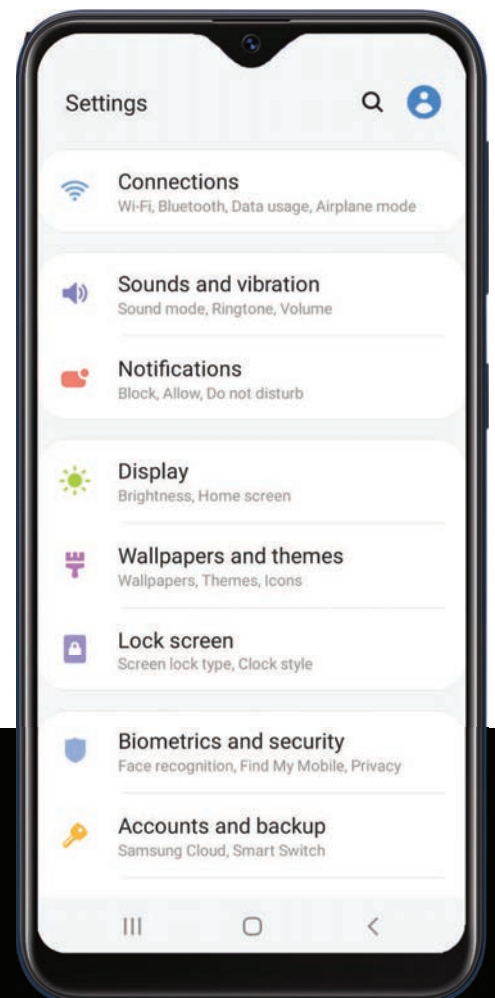 Settings
Connections
Wi-Fi, Bluetooth, Data usage, Airplane mode
Sounds and vibration
Sound mode, Ringtone, Volume
Notifications
Block, Allow, Do not disturb
Display
Brightness, Home screen
Wallpapers and themes
Wallpapers, Themes, Icons
Lock screen
Screen lock type, Clock style
Biometrics and security
Face recognition, Find My Mobile, Privacy
Accounts and backup
Samsung Cloud, Smart Switch